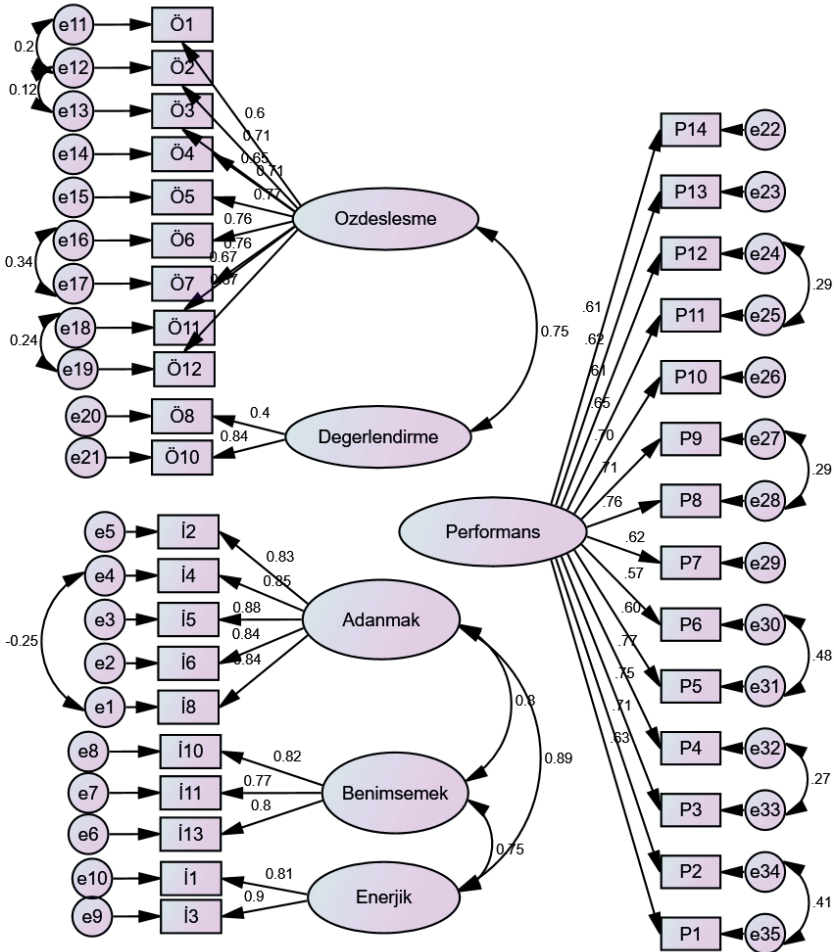 e11 Ö1
0.2
e12 Ö2
0.12
e13 Ö3
e14 Ö4
e15 Ö5
e16 Ö6
0.34
e17 Ö7
e18 Ö11
0.24
e19 Ö12
0.6
0.71
0.65
0.71
0.77
0.76
0.76
0.67
0.67
Ozdeslesme
0.75
e20 Ö8
e21 Ö10
0.4
0.84
Degerlendirme
e5 İ2
e4 İ4
e3 İ5
-0.25
e2 İ6
e1 İ8
0.83
0.85
0.88
0.84
0.84
Adanmak
0.8
0.89
e8 İ10
e7 İ11
e6 İ13
0.82
0.77
0.8
Benimsemek
0.75
e10 İ1
e9 İ3
0.81
0.9
Enerjik
Performans
.61
.62
.61
.65
.70
.71
.76
.62
.57
.60
.77
.75
.71
.63
P14 e22
P13 e23
P12 e24
.29
P11 e25
P10 e26
P9 e27
.29
P8 e28
P7 e29
P6 e30
.48
P5 e31
P4 e32
.27
P3 e33
P2 e34
.41
P1 e35